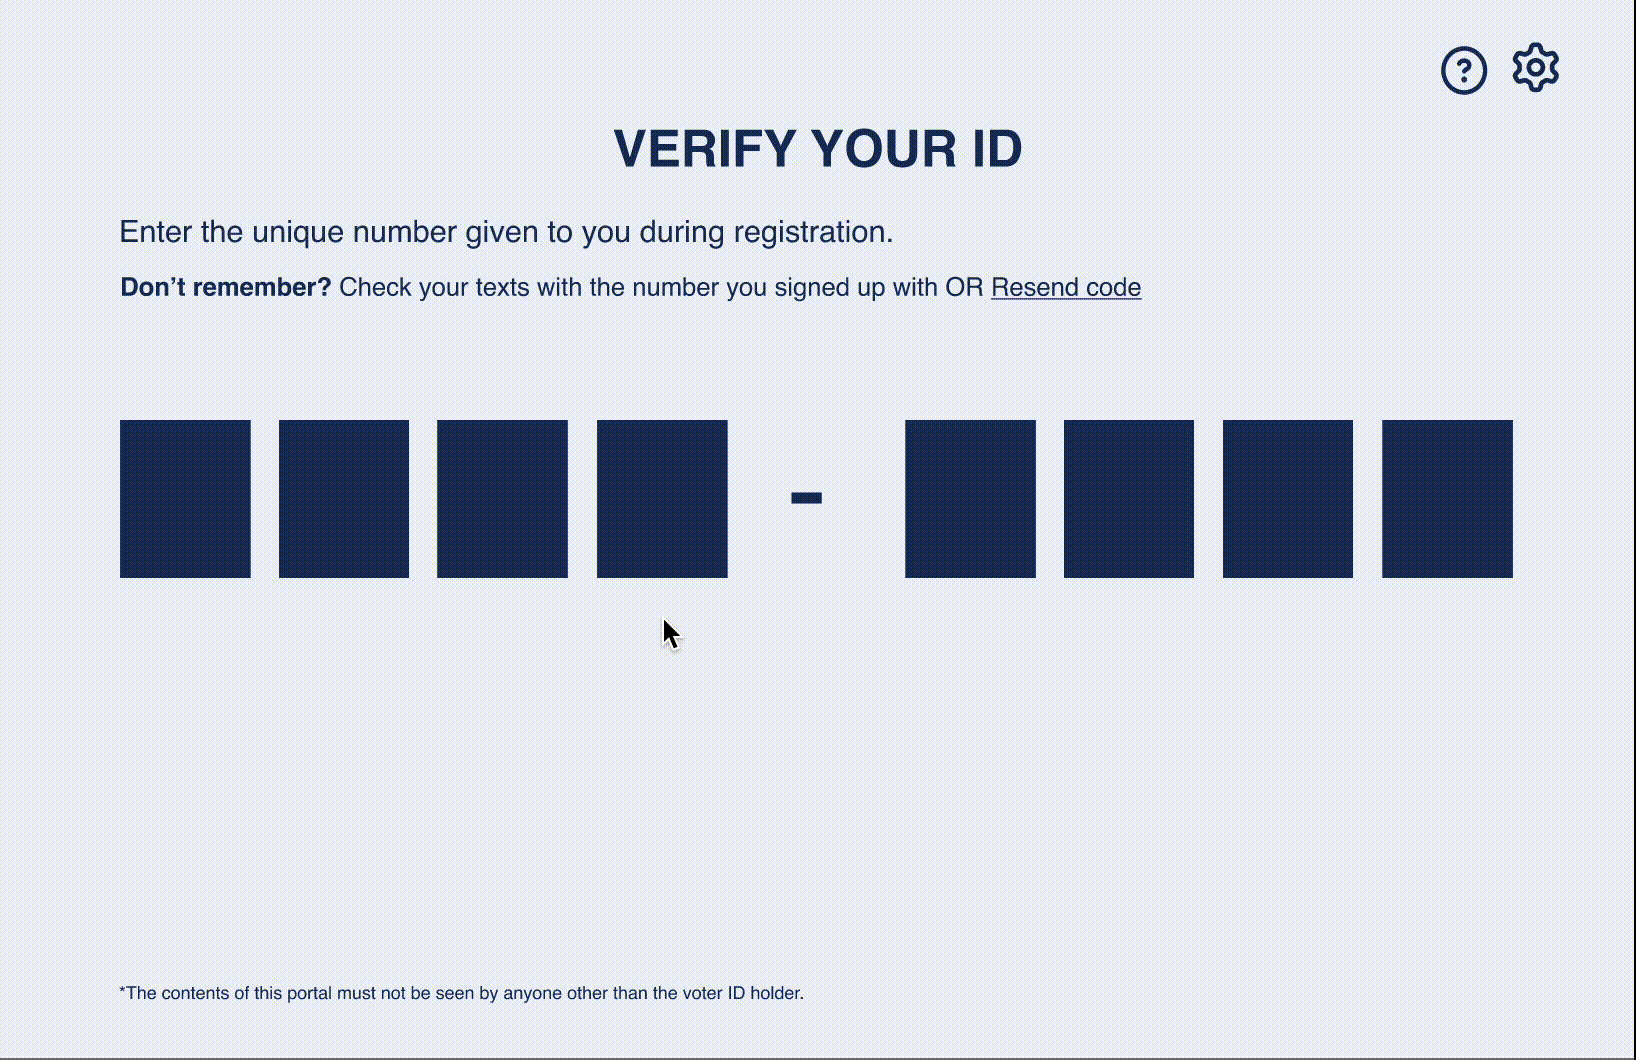 ?
VERIFY YOUR ID
Enter the unique number given to you during registration.
Don’t remember? Check your texts with the number you signed up with OR Resend code
-
*The contents of this portal must not be seen by anyone other than the voter ID holder.